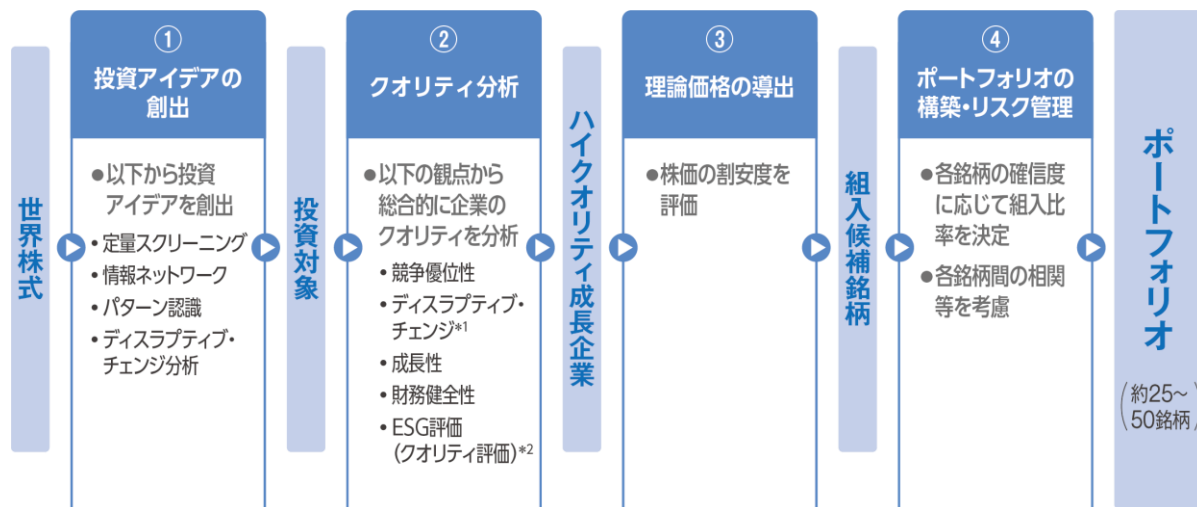 世界株式
①
投資アイデアの
創出
●以下から投資
アイデアを創出
•定量スクリーニング
•情報ネットワーク
•パターン認識
•ディスラプティブ・
チェンジ分析
投資対象
②
クオリティ分析
●以下の観点から
総合的に企業の
クオリティを分析
•競争優位性
•ディスラプティブ・
チェンジ*1
•成長性
•財務健全性
•ESG評価
(クオリティ評価)*2
ハイクオリティ成長企業
③
理論価格の導出
●株価の割安度を
評価
組入候補銘柄
④
ポートフォリオの
構築・リスク管理
●各銘柄の確信度
に応じて組入比
率を決定
●各銘柄間の相関
等を考慮
ポートフォリオ
(約25~
50銘柄)